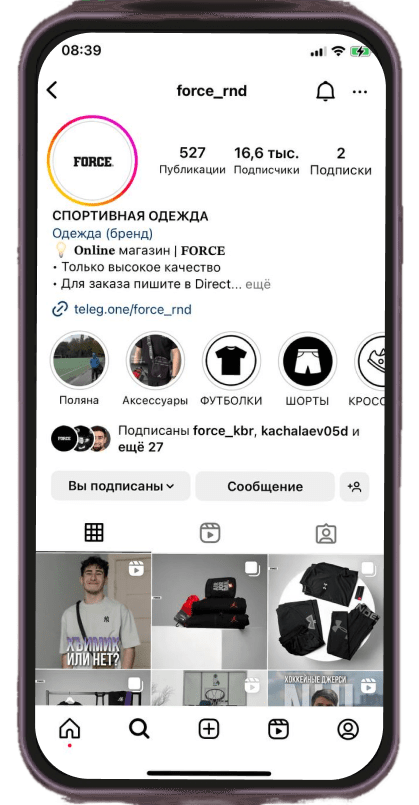 08:39
force_rnd
FORCE
527
16,6 тыс.
2
Публикации
Подписчики
Подписки
СПОРТИВНАЯ ОДЕЖДА
Одежда (бренд)
💡 Online магазин | FORCE
• Только высокое качество
• Для заказа пишите в Direct... ещё
teleg.one/force_rnd
Поляна
Аксессуары
ФУТБОЛКИ
ШОРТЫ
КРОСС
FORCE
Подписаны force_kbr, kachalaev05d и
ещё 27
Вы подписаны
Сообщение
ХЪИМИК
ИЛИ НЕТ?
ХОККЕЙНЫЕ ДЖЕРСИ